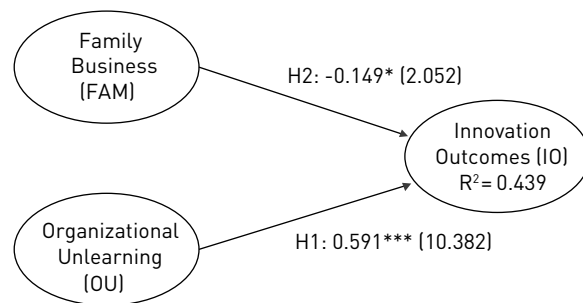 Family
Business
(FAM)
H2: -0.149* (2.052)
Innovation
Outcomes (IO)
R² = 0.439
Organizational
Unlearning
(OU)
H1: 0.591*** (10.382)